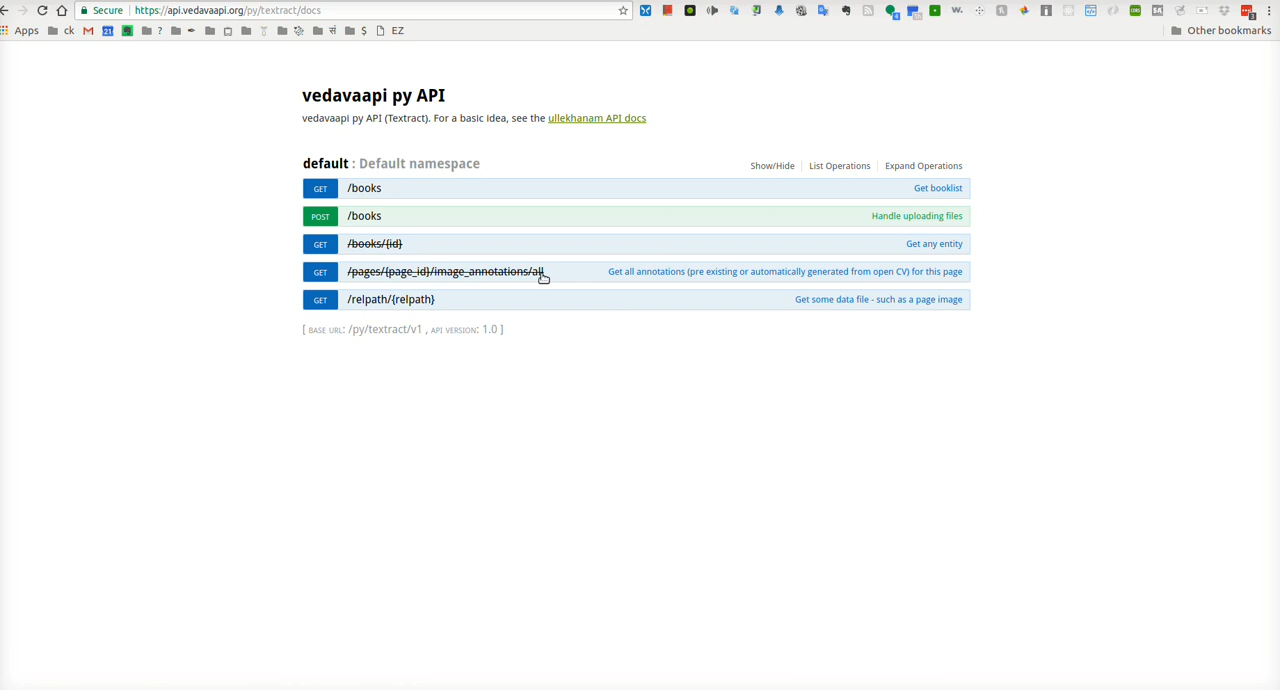 Secure https://api.vedavaapi.org/py/textract/docs
Apps ck 21 ? सं $ EZ Other bookmarks
vedavaapi py API
vedavaapi py API (Textract). For a basic idea, see the ullekhanam API docs
default : Default namespace Show/Hide List Operations Expand Operations
GET /books Get booklist
POST /books Handle uploading files
GET /books/{id} Get any entity
GET /pages/{page_id}/image_annotations/all Get all annotations (pre existing or automatically generated from open CV) for this page
GET /relpath/{relpath} Get some data file - such as a page image
[ BASE URL: /py/textract/v1 , API VERSION: 1.0 ]